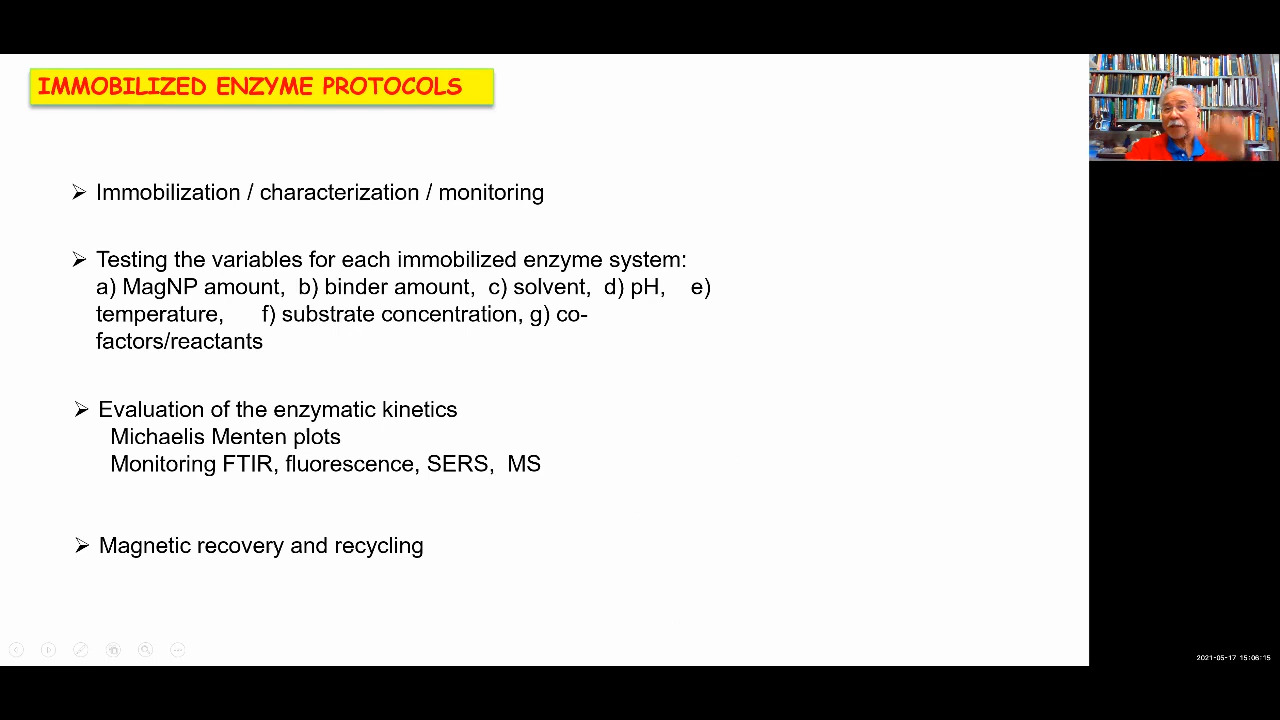 IMMOBILIZED ENZYME PROTOCOLS
➢ Immobilization / characterization / monitoring
➢ Testing the variables for each immobilized enzyme system:
a) MagNP amount, b) binder amount, c) solvent, d) pH, e)
temperature, f) substrate concentration, g) co-
factors/reactants
➢ Evaluation of the enzymatic kinetics
Michaelis Menten plots
Monitoring FTIR, fluorescence, SERS, MS
➢ Magnetic recovery and recycling
2021-05-17 15:06:15